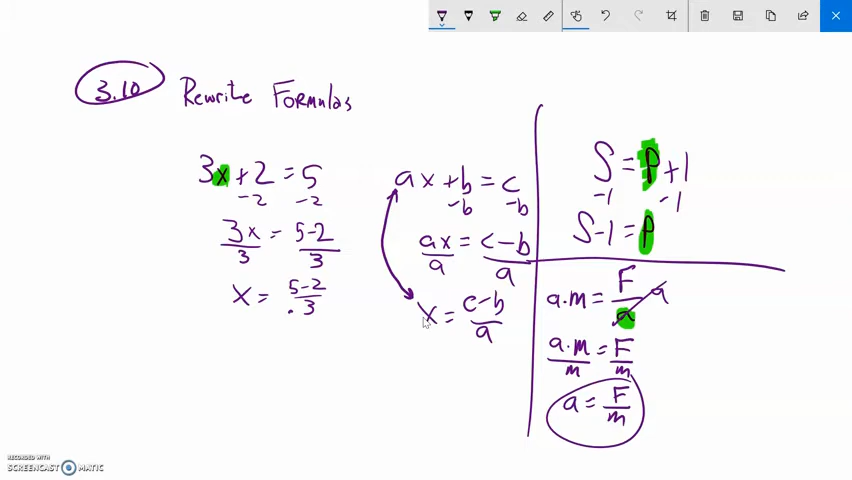 3.10 Rewrite Formulas
3x + 2 = 5
-2 -2
3x/3 = 5-2/3
x = 5-2/3
ax + b = c
-b -b
ax/a = c-b/a
x = c-b/a
S = p + 1
-1 -1
S-1 = p
a·m = F/a a
a·m/m = F/m
a = F/m
RECORDED WITH
SCREENCAST MATIC